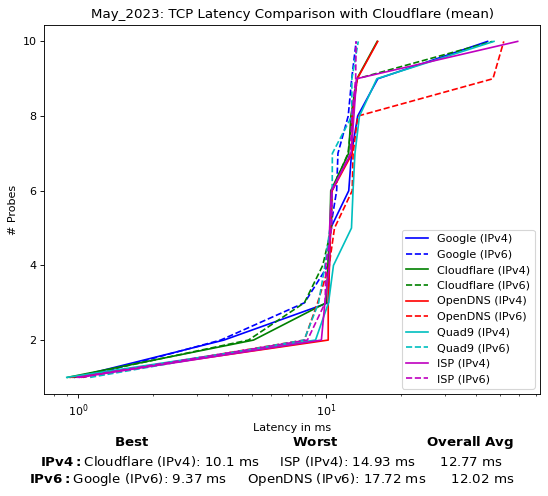 May_2023: TCP Latency Comparison with Cloudflare (mean)
# Probes
10
8
6
4
2
10⁰
10¹
Latency in ms
Google (IPv4)
Google (IPv6)
Cloudflare (IPv4)
Cloudflare (IPv6)
OpenDNS (IPv4)
OpenDNS (IPv6)
Quad9 (IPv4)
Quad9 (IPv6)
ISP (IPv4)
ISP (IPv6)
Best Worst Overall Avg
IPv4: Cloudflare (IPv4): 10.1 ms ISP (IPv4): 14.93 ms 12.77 ms
IPv6: Google (IPv6): 9.37 ms OpenDNS (IPv6): 17.72 ms 12.02 ms